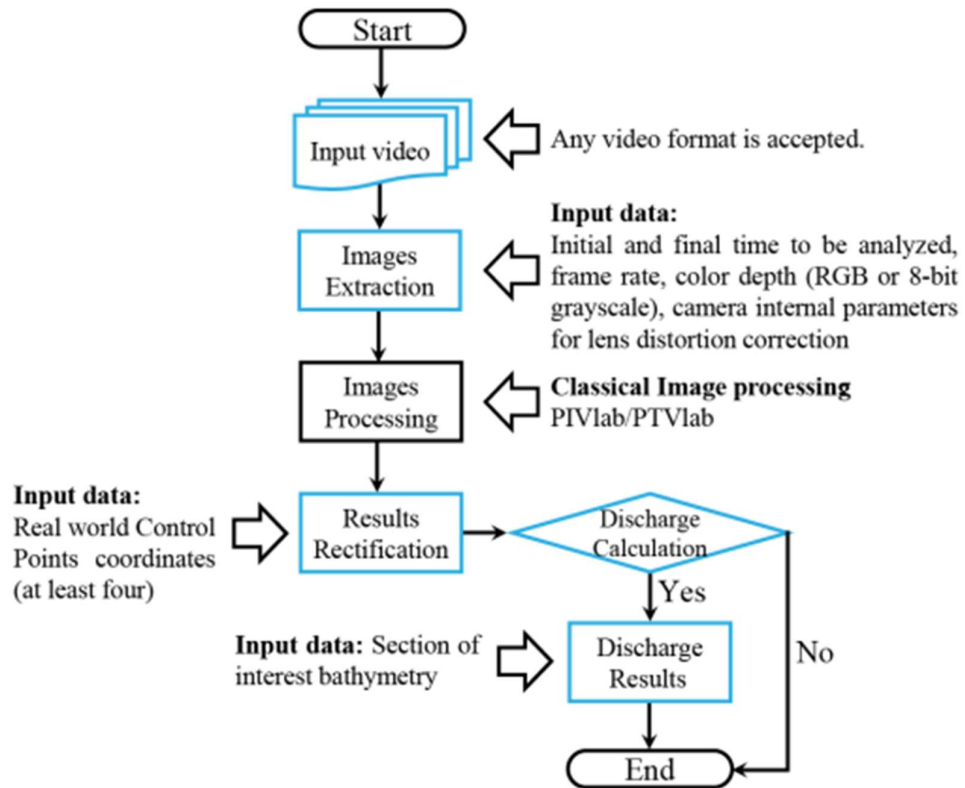 Start
Input video
Any video format is accepted.
Input data:
Initial and final time to be analyzed,
frame rate, color depth (RGB or 8-bit
grayscale), camera internal parameters
for lens distortion correction
Images
Extraction
Images
Processing
Classical Image processing
PIVlab/PTVlab
Input data:
Real world Control
Points coordinates
(at least four)
Results
Rectification
Discharge
Calculation
Yes
No
Input data: Section of
interest bathymetry
Discharge
Results
End